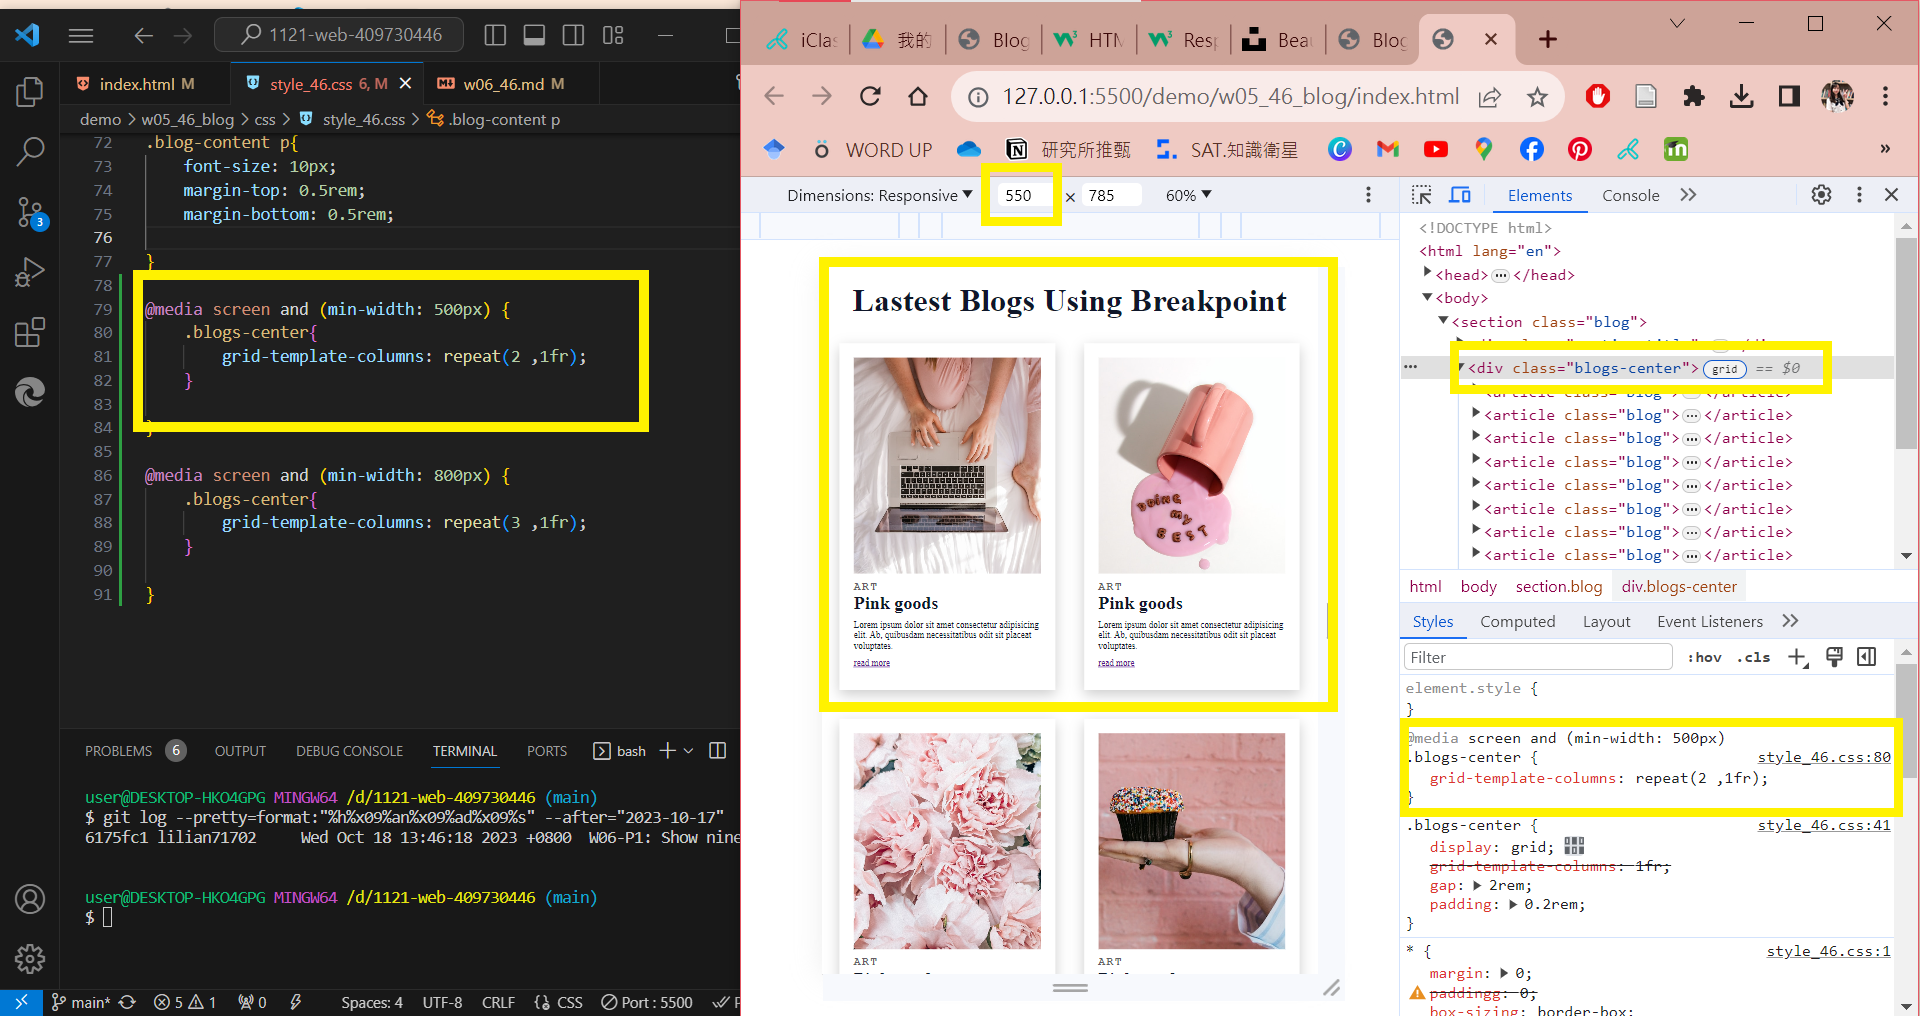 1121-web-409730446
index.html M
style_46.css 6, M
w06_46.md M
demo > w05_46_blog > css > style_46.css > .blog-content p
72 .blog-content p{
73 font-size: 10px;
74 margin-top: 0.5rem;
75 margin-bottom: 0.5rem;
76
77 }
78
79 @media screen and (min-width: 500px) {
80 .blogs-center{
81 grid-template-columns: repeat(2 ,1fr);
82 }
83
84 }
85
86 @media screen and (min-width: 800px) {
87 .blogs-center{
88 grid-template-columns: repeat(3 ,1fr);
89 }
90
91 }
PROBLEMS 6 OUTPUT DEBUG CONSOLE TERMINAL PORTS bash
user@DESKTOP-HKO4GPG MINGW64 /d/1121-web-409730446 (main)
$ git log --pretty=format:"%h%x09%an%x09%ad%x09%s" --after="2023-10-17"
6175fc1 lilian71702 Wed Oct 18 13:46:18 2023 +0800 W06-P1: Show nine
user@DESKTOP-HKO4GPG MINGW64 /d/1121-web-409730446 (main)
$
3
main* 5 1 0 Spaces: 4 UTF-8 CRLF CSS Port : 5500
iClas 我的 Blog HTM Resp Beau Blog
127.0.0.1:5500/demo/w05_46_blog/index.html
WORD UP 研究所推甄 SAT.知識衛星 »
Dimensions: Responsive 550 × 785 60%
Lastest Blogs Using Breakpoint
DOING
MY
BEST
ART
Pink goods
Lorem ipsum dolor sit amet consectetur adipisicing
elit. Ab, quibusdam necessitatibus odit sit placeat
voluptates.
read more
ART
Pink goods
Lorem ipsum dolor sit amet consectetur adipisicing
elit. Ab, quibusdam necessitatibus odit sit placeat
voluptates.
read more
ART
ART
Elements Console
<!DOCTYPE html>
<html lang="en">
<head>…</head>
<body>
<section class="blog">
<div class="blogs-center"> grid == $0
<article class="blog">…</article>
<article class="blog">…</article>
<article class="blog">…</article>
<article class="blog">…</article>
<article class="blog">…</article>
<article class="blog">…</article>
<article class="blog">…</article>
<article class="blog">…</article>
html body section.blog div.blogs-center
Styles Computed Layout Event Listeners
Filter :hov .cls
element.style {
}
@media screen and (min-width: 500px)
.blogs-center { style_46.css:80
grid-template-columns: repeat(2 ,1fr);
}
.blogs-center { style_46.css:41
display: grid;
grid-template-columns: 1fr;
gap: 2rem;
padding: 0.2rem;
}
* { style_46.css:1
margin: 0;
paddingg: 0;
box-sizing: border-box;